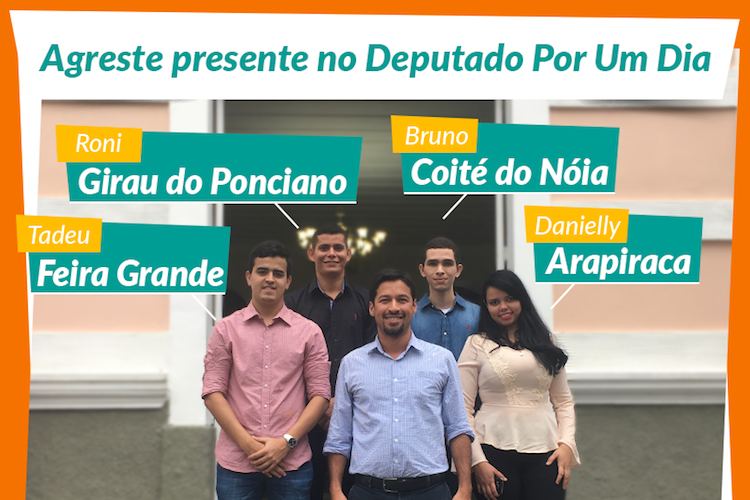 Agreste presente no Deputado Por Um Dia
Roni
Girau do Ponciano
Bruno
Coité do Nóia
Tadeu
Feira Grande
Danielly
Arapiraca